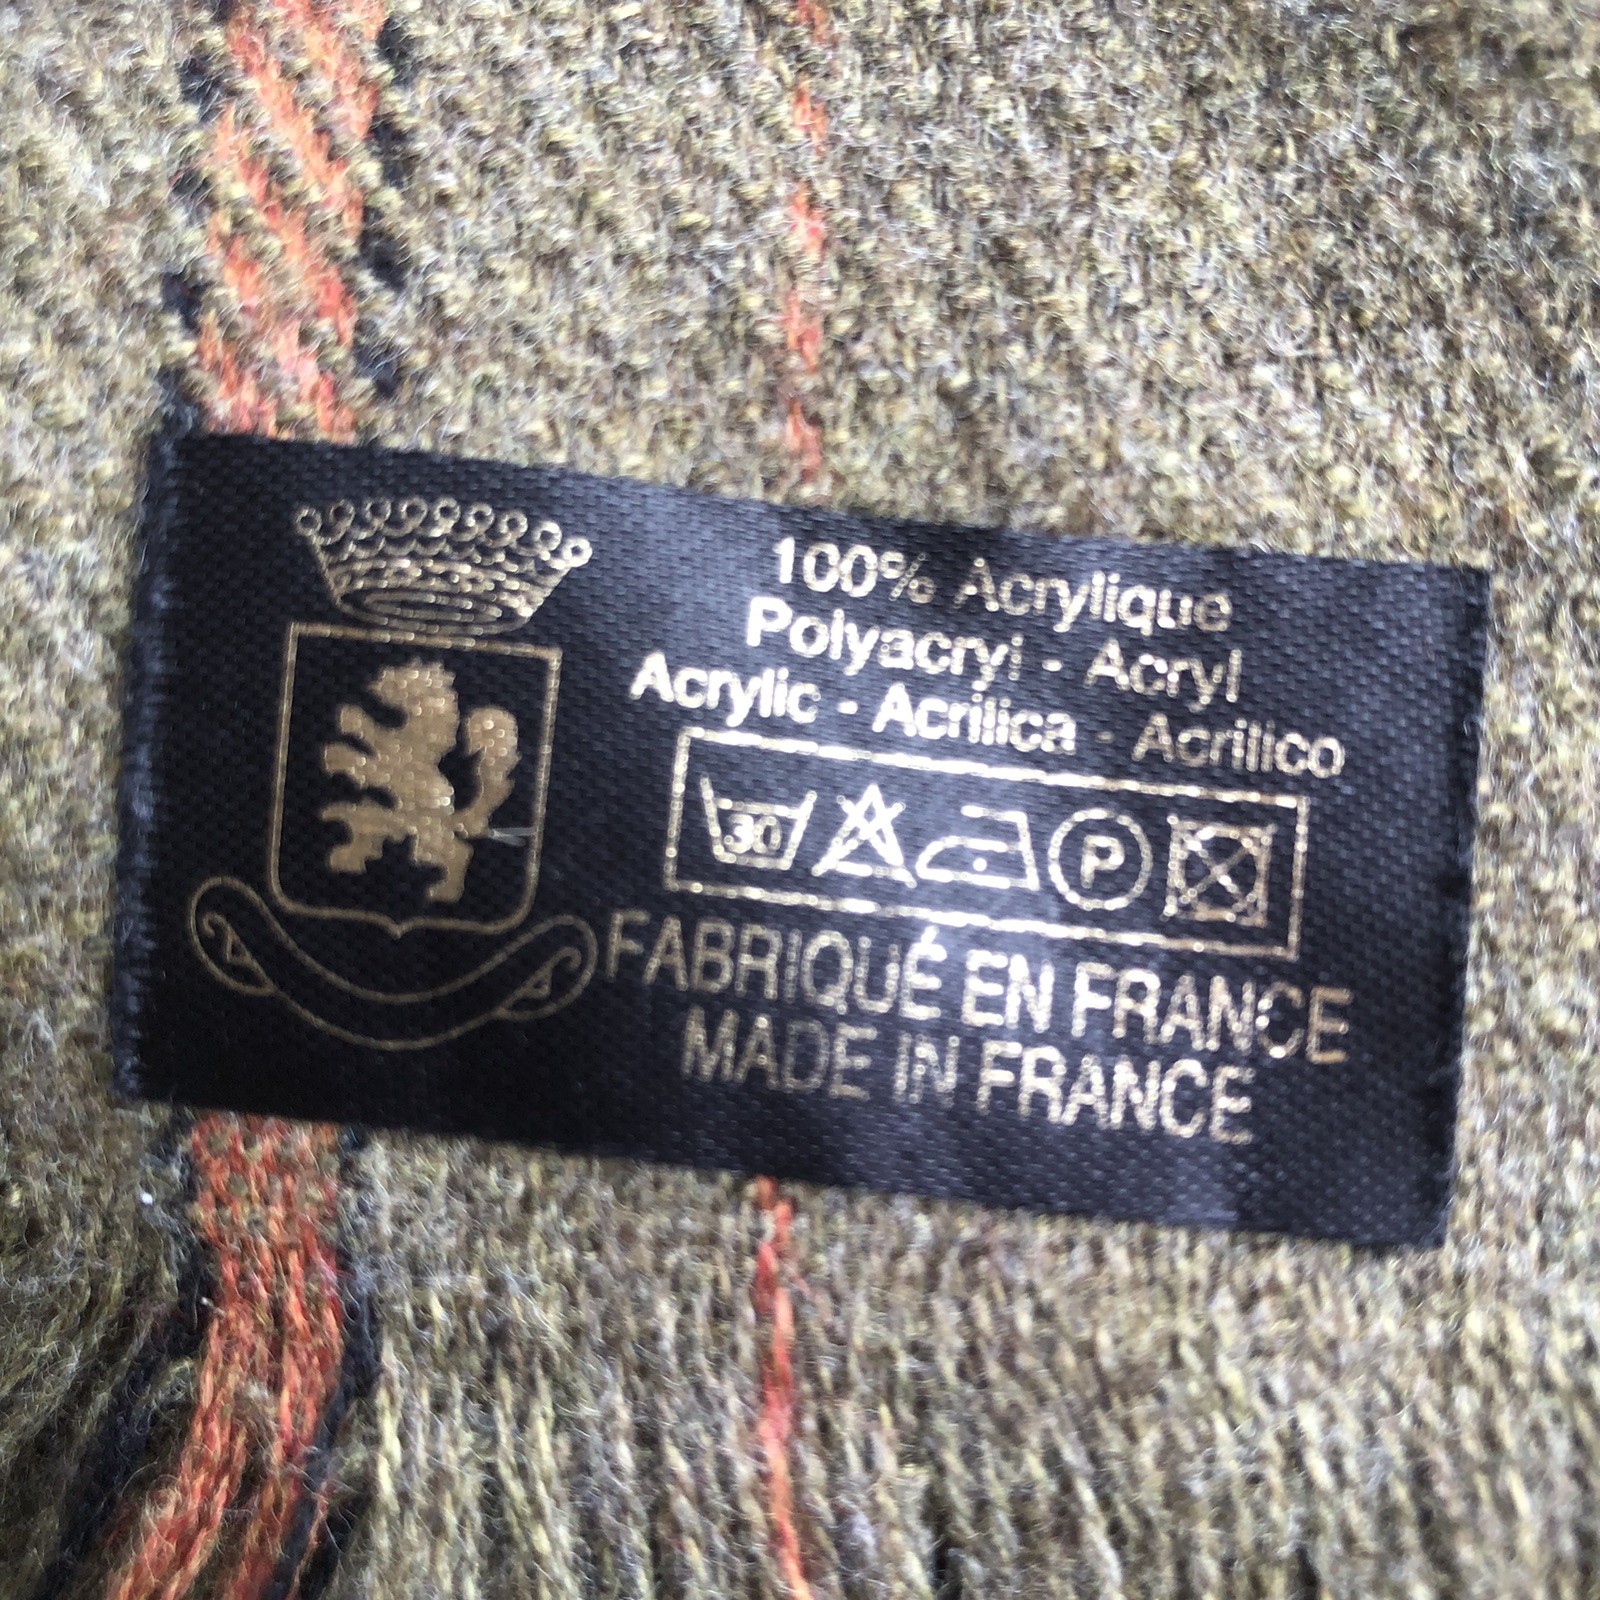 100% Acrylique
Polyacryl - Acryl
Acrylic - Acrilica - Acrilico
30 P
FABRIQUÉ EN FRANCE
MADE IN FRANCE